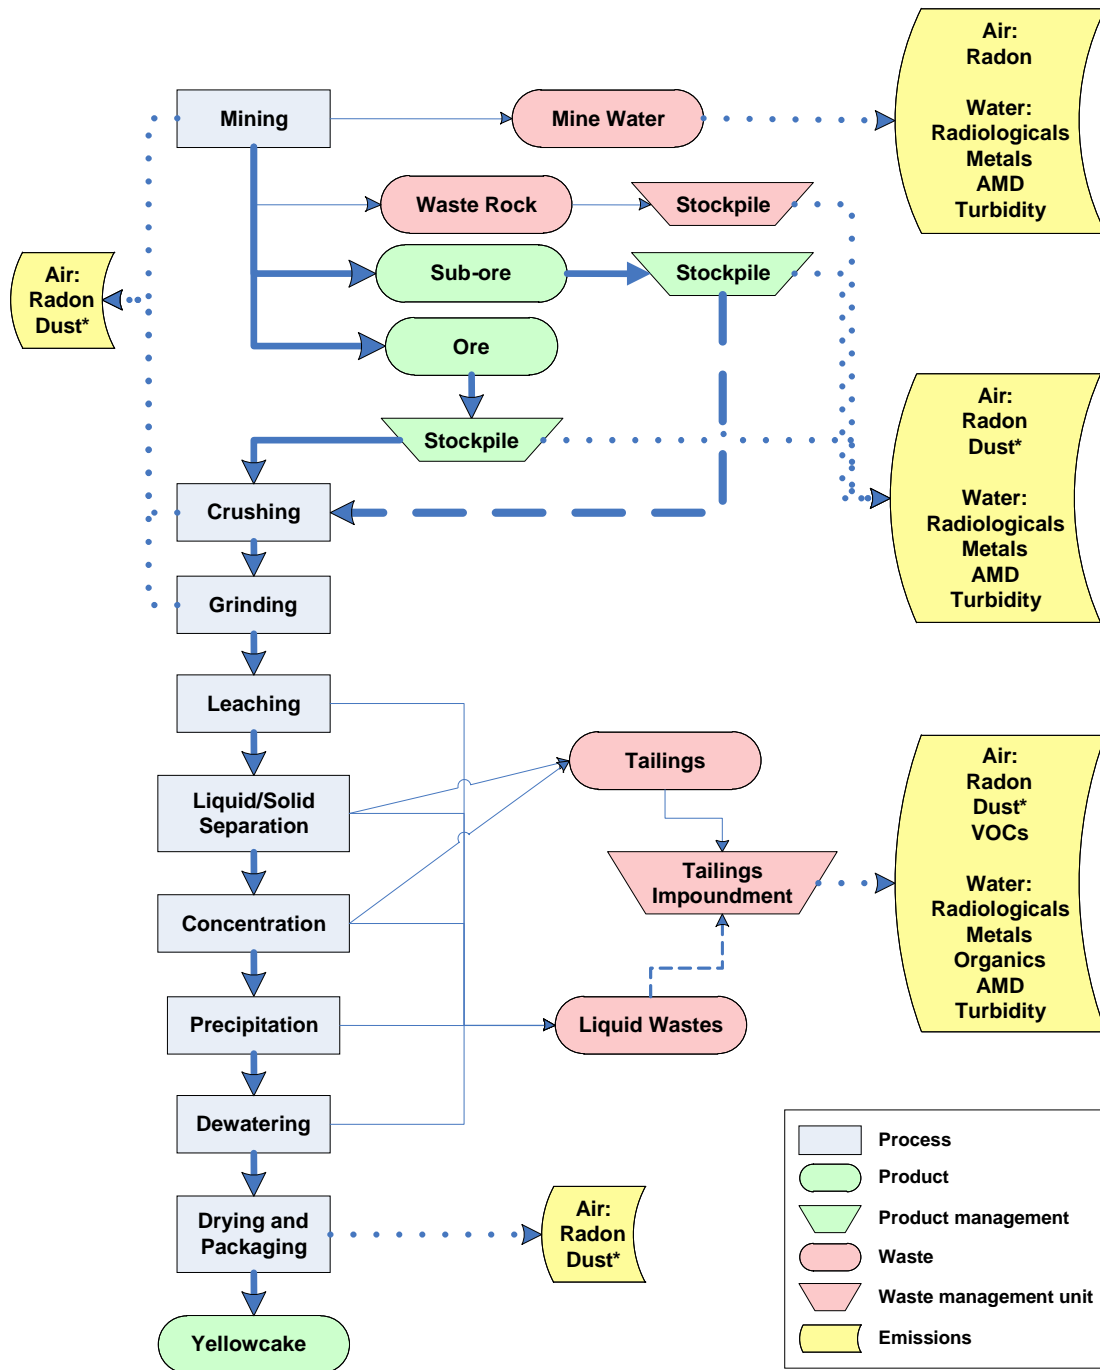 Air:
Radon
Water:
Radiologicals
Metals
AMD
Turbidity
Mining
Mine Water
Waste Rock
Stockpile
Sub-ore
Stockpile
Air:
Radon
Dust*
Ore
Stockpile
Air:
Radon
Dust*
Water:
Radiologicals
Metals
AMD
Turbidity
Crushing
Grinding
Leaching
Liquid/Solid
Separation
Tailings
Tailings
Impoundment
Air:
Radon
Dust*
VOCs
Water:
Radiologicals
Metals
Organics
AMD
Turbidity
Concentration
Precipitation
Liquid Wastes
Dewatering
Drying and
Packaging
Air:
Radon
Dust*
Yellowcake
Process
Product
Product management
Waste
Waste management unit
Emissions